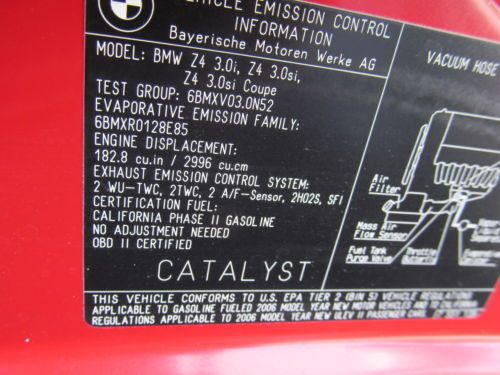 BMW
VEHICLE EMISSION CONTROL
INFORMATION
Bayerische Motoren Werke AG
MODEL: BMW Z4 3.0i, Z4 3.0si,
Z4 3.0si Coupe
TEST GROUP: 6BMXV03.0N52
EVAPORATIVE EMISSION FAMILY:
6BMXR0128E85
ENGINE DISPLACEMENT:
182.8 cu.in / 2996 cu.cm
EXHAUST EMISSION CONTROL SYSTEM:
2 WU-TWC, 2TWC, 2 A/F-Sensor, 2HO2S, SFI
CERTIFICATION FUEL:
CALIFORNIA PHASE II GASOLINE
NO ADJUSTMENT NEEDED
OBD II CERTIFIED
CATALYST
VACUUM HOSE
Air
Filter
Mass Air
Flow Sensor
Fuel Tank
Purge Valve
Throttle
THIS VEHICLE CONFORMS TO U.S. EPA TIER 2 (BIN 5) VEHICLE REGULATIONS
APPLICABLE TO GASOLINE FUELED 2006 MODEL YEAR NEW MOTOR VEHICLES AND TO CALIFORNIA
REGULATIONS APPLICABLE TO 2006 MODEL YEAR NEW ULEV II PASSENGER CARS